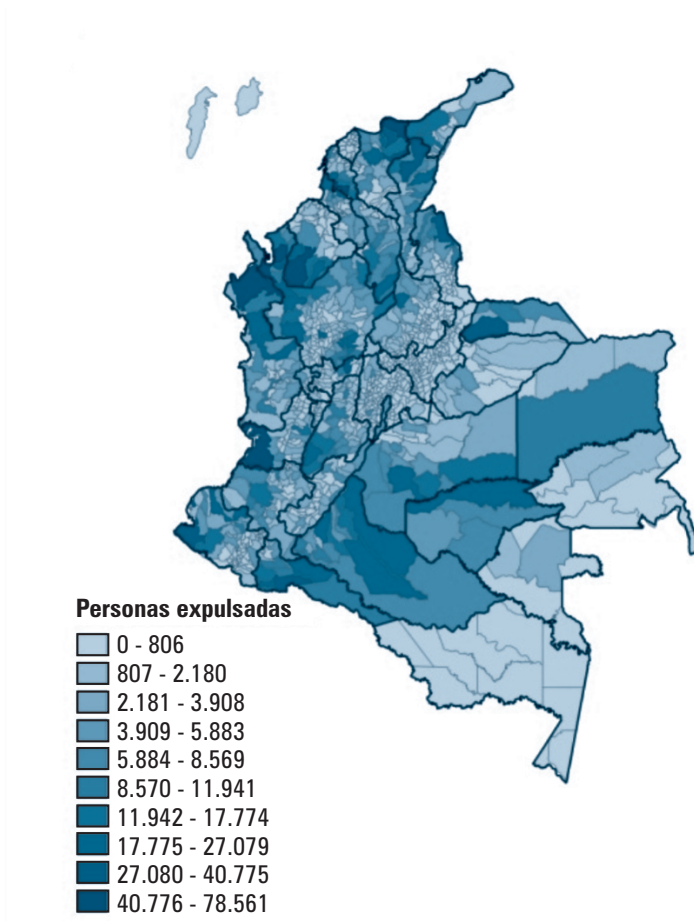 Personas expulsadas
0 - 806
807 - 2.180
2.181 - 3.908
3.909 - 5.883
5.884 - 8.569
8.570 - 11.941
11.942 - 17.774
17.775 - 27.079
27.080 - 40.775
40.776 - 78.561